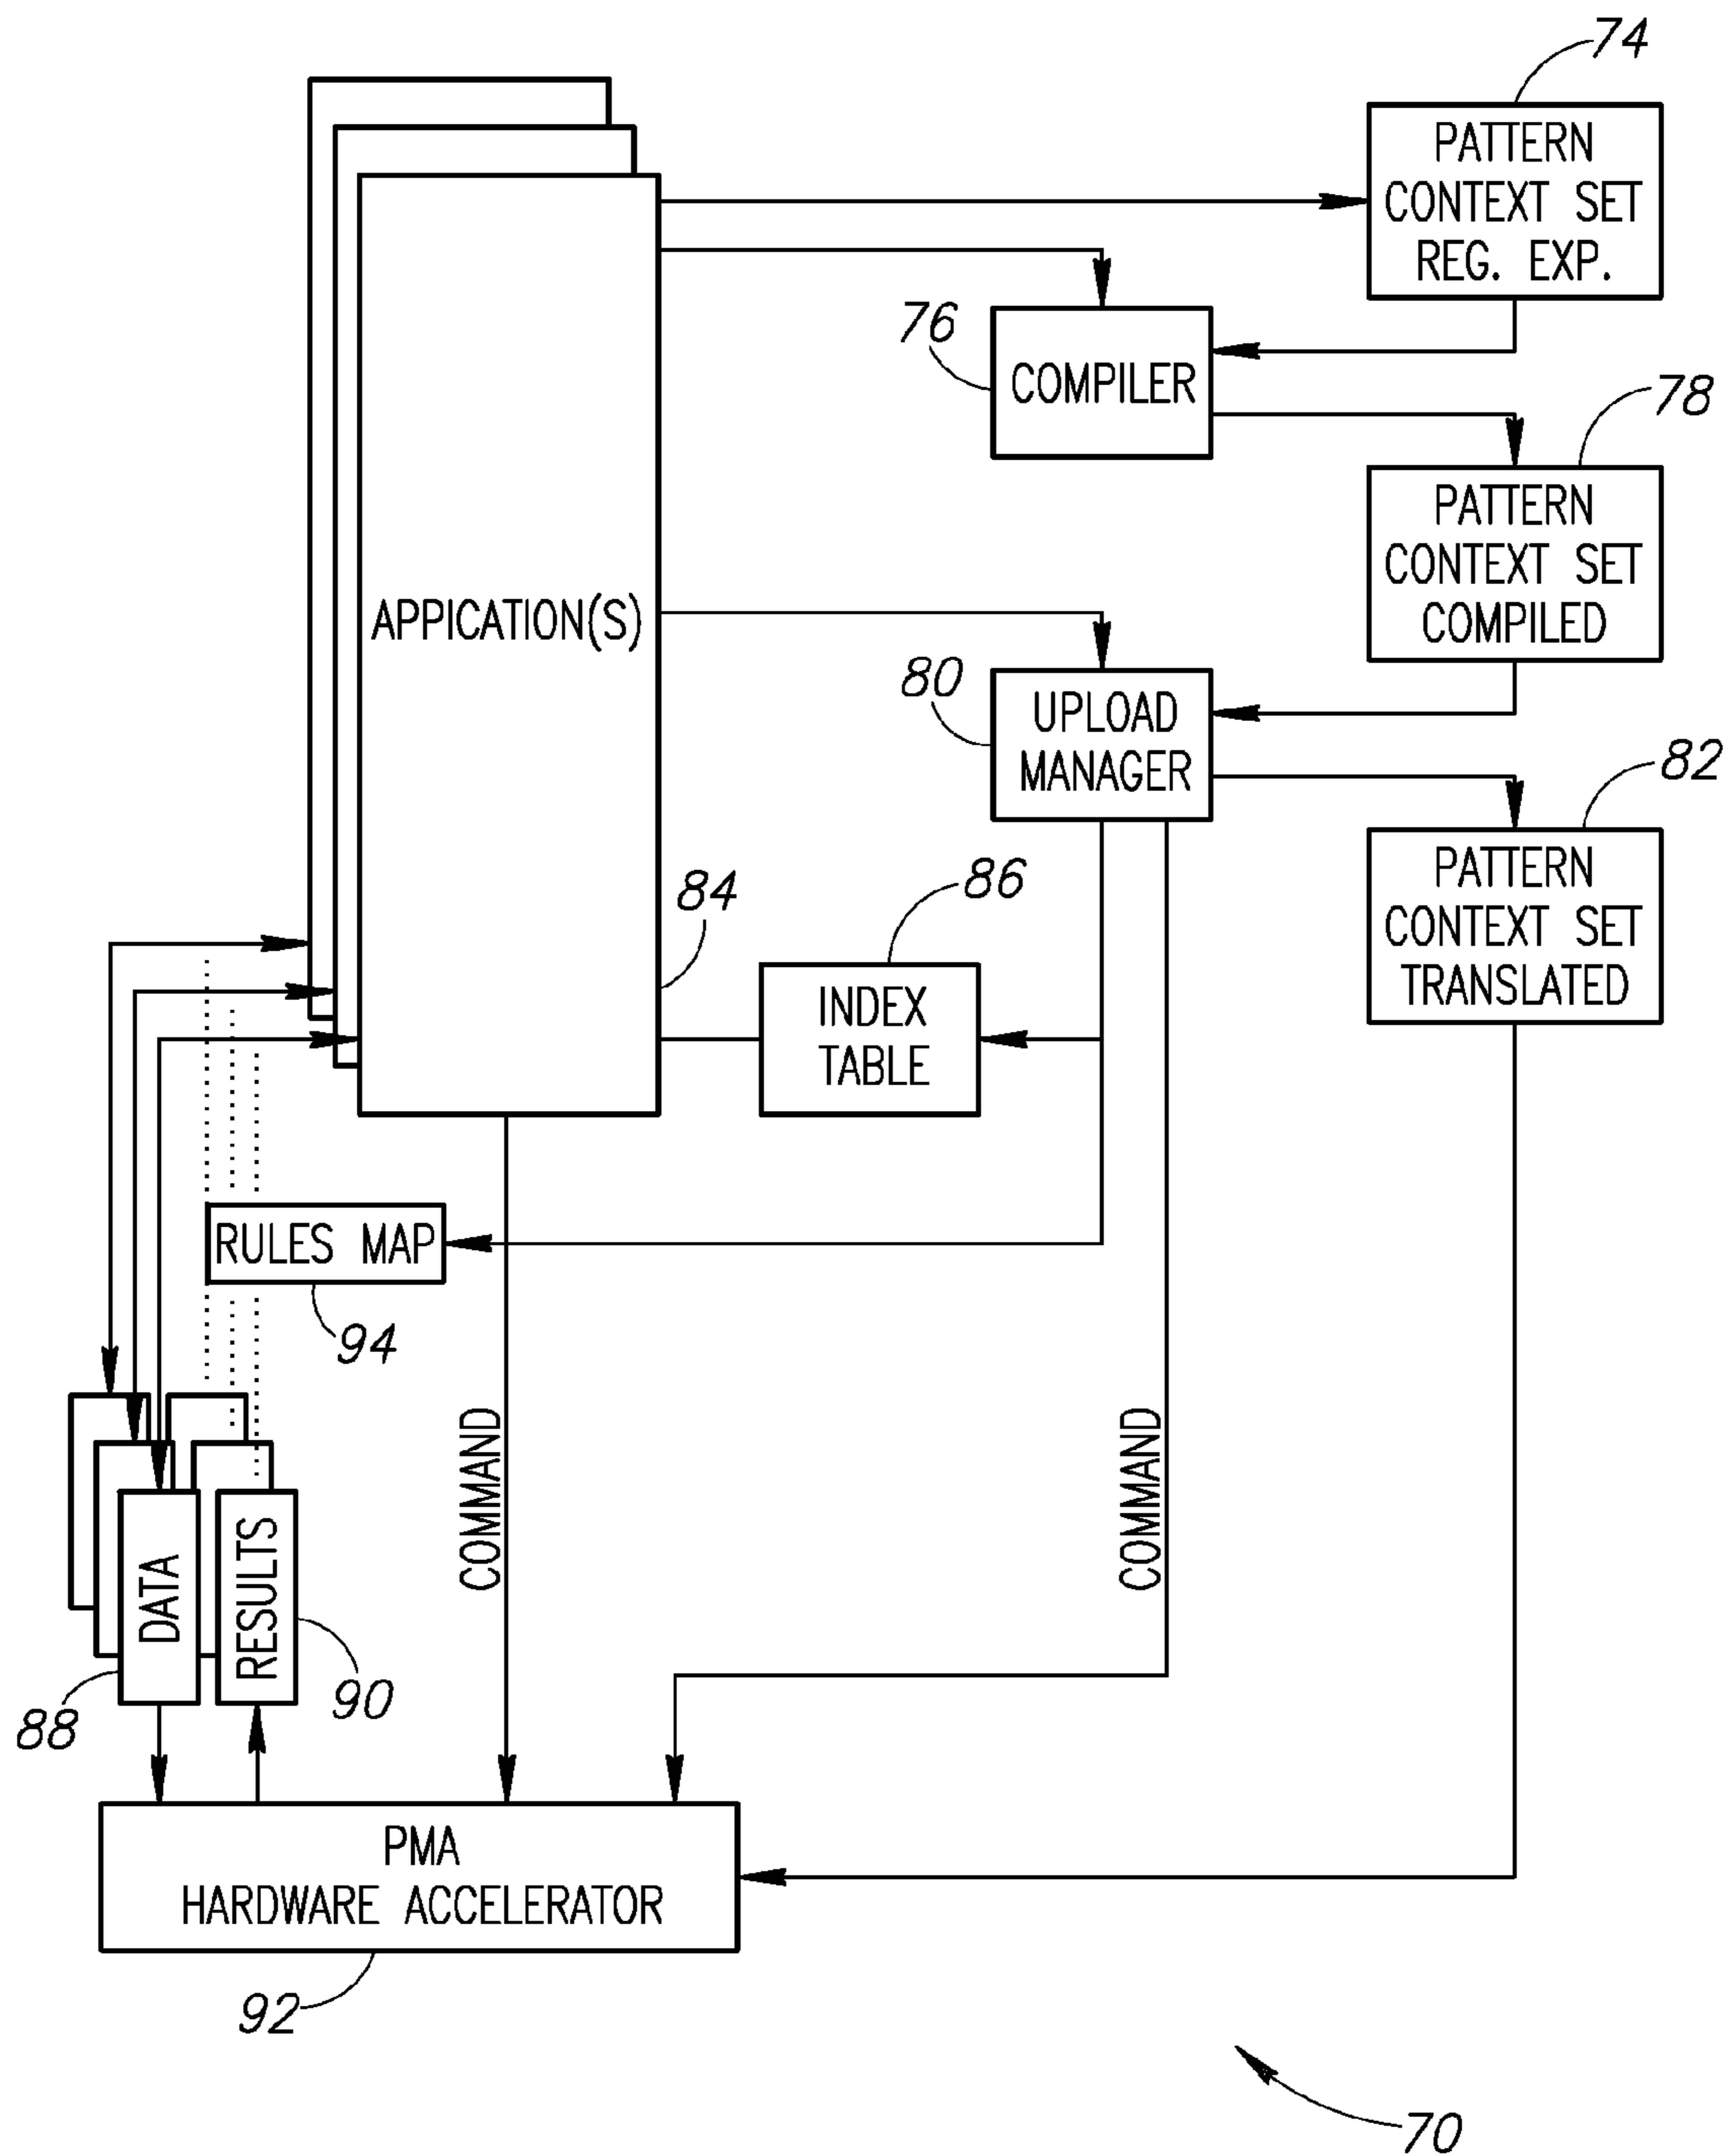 74
PATTERN
CONTEXT SET
REG. EXP.
76
COMPILER
78
PATTERN
CONTEXT SET
COMPILED
APPICATION(S)
80
UPLOAD
MANAGER
82
PATTERN
CONTEXT SET
TRANSLATED
84
86
INDEX
TABLE
RULES MAP
94
COMMAND
COMMAND
DATA
RESULTS
88
90
PMA
HARDWARE ACCELERATOR
92
70